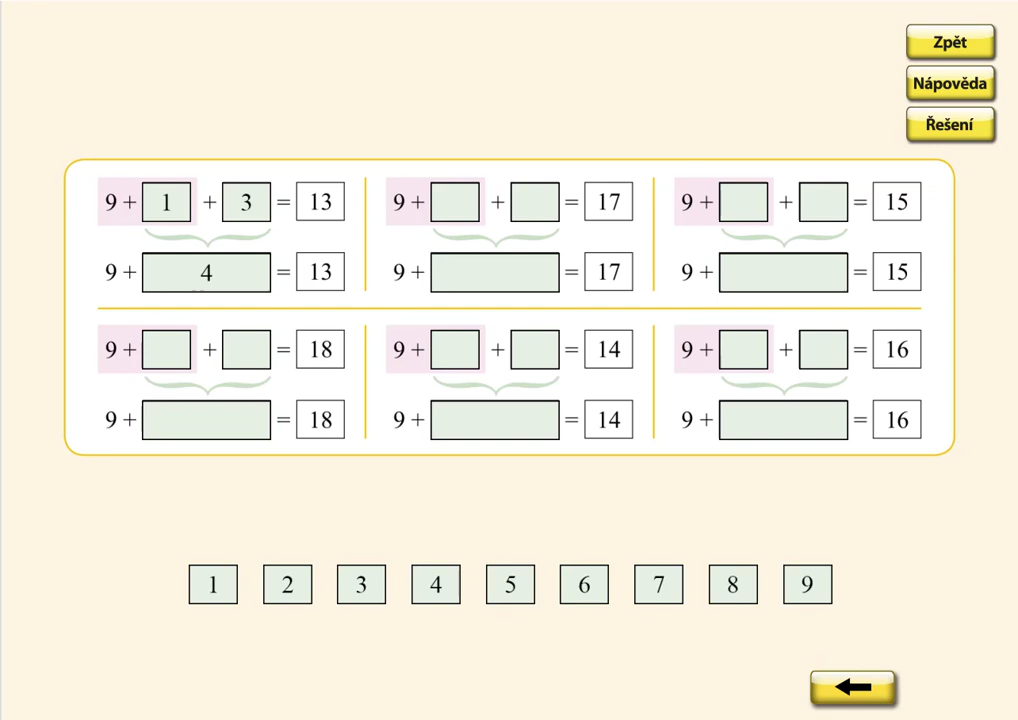 Zpět
Nápověda
Řešení
9 + 1 + 3 = 13
9 + 4 = 13
9 + + = 17
9 + = 17
9 + + = 15
9 + = 15
9 + + = 18
9 + = 18
9 + + = 14
9 + = 14
9 + + = 16
9 + = 16
1 2 3 4 5 6 7 8 9